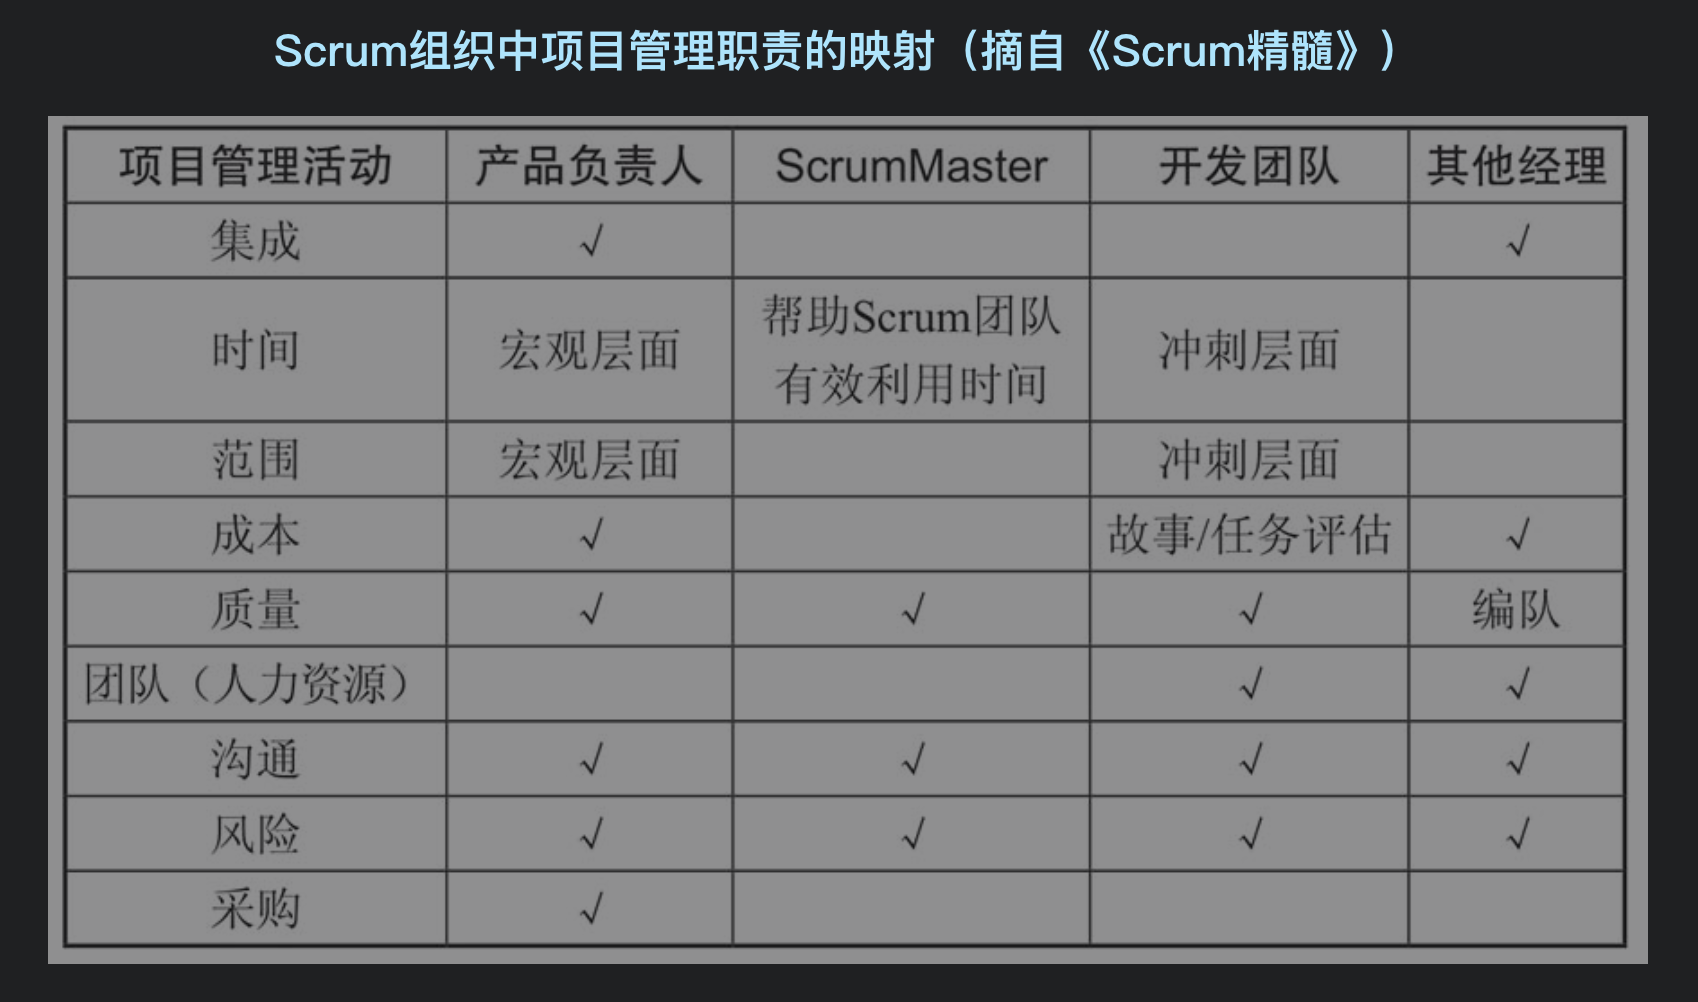 Scrum组织中项目管理职责的映射（摘自《Scrum精髓》）
项目管理活动 产品负责人 ScrumMaster 开发团队 其他经理
集成 √ √
时间 宏观层面 帮助Scrum团队有效利用时间 冲刺层面
范围 宏观层面 冲刺层面
成本 √ 故事/任务评估 √
质量 √ √ √ 编队
团队（人力资源） √ √
沟通 √ √ √ √
风险 √ √ √ √
采购 √